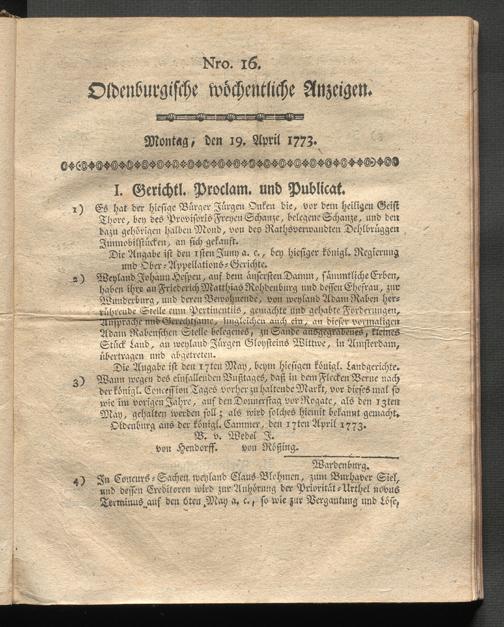 Nro. 16.
Oldenburgische wöchentliche Anzeigen.
Montag, den 19. April 1773.
I. Gerichtl. Proclam. und Publicat.
1) Es hat der hiesige Bürger Jürgen Onken die, vor dem heiligen Geist
Thore, bey des Provisoris Freyen Schanze, belegene Schanze, und den
dazu gehörigen halben Mond, von des Rathsverwandten Dehlbrüggen
Immobilstücken, an sich gekauft.
Die Angabe ist den 1sten Juny a. c., bey hiesiger königl. Regierung
und Ober-Appellations-Gerichte.
2) Weyland Johann Hespen, auf dem äusersten Damm, sämmtliche Erben,
haben ihre an Friederich Matthias Rohdenburg und dessen Ehefrau, zur
Wunderburg, und deren Bewohnende, von weyland Adam Raben her-
rührende Stelle cum Pertinentiis, gemachte und gehabte Forderungen,
Ansprache und Gerechtsame, imgleichen auch ein, an dieser vormaligen
Adam Rabenschen Stelle belegenes, zu Sande ausgegrabenes, kleines
Stück Land, an weyland Jürgen Gloysteins Wittwe, in Amsterdam,
übertragen und abgetreten.
Die Angabe ist den 17ten May, beym hiesigen königl. Landgerichte.
3) Wann wegen des einfallenden Bußtages, daß in dem Flecken Berne nach
der königl. Concession Tages vorher zu haltende Markt, vor dieses mal so
wie im vorigen Jahre, auf den Donnerstag vor Rogate, als den 13ten
May, gehalten werden soll; als wird solches hiemit bekannt gemacht.
Oldenburg aus der königl. Cammer, den 17ten April 1773.
B. v. Wedel J.
von Hendorff. von Rößing.
Wardenburg.
4) In Concurs-Sachen weyland Claus Blohmen, zum Burhaver Siel,
und dessen Creditoren wird zur Anhörung der Priorität-Urthel novus
Terminus auf den 6ten May a. c., so wie zur Vergantung und Löse,